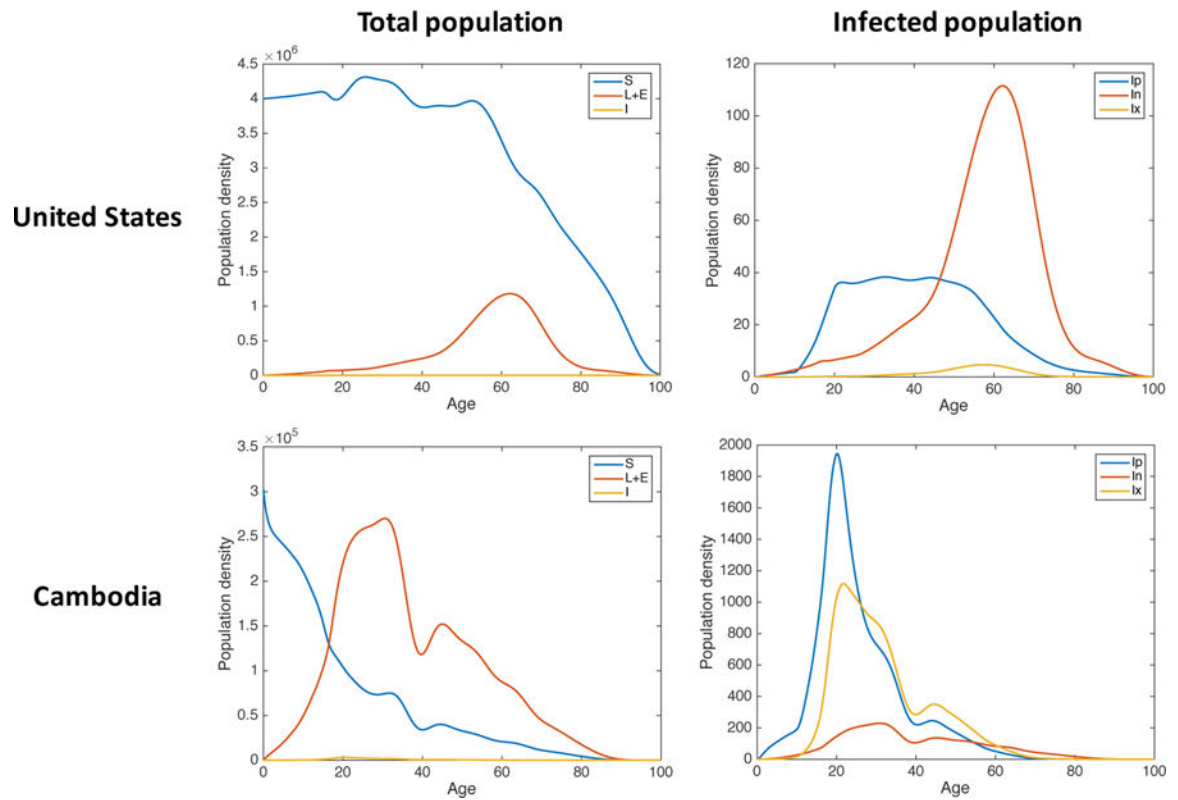 Total population
Infected population
United States
×10⁶
4.5
4
3.5
3
2.5
2
1.5
1
0.5
0
0 20 40 60 80 100
Age
Population density
S
L+E
I
120
100
80
60
40
20
0
0 20 40 60 80 100
Age
Population density
Ip
In
Ix
Cambodia
×10⁵
3.5
3
2.5
2
1.5
1
0.5
0
0 20 40 60 80 100
Age
Population density
S
L+E
I
2000
1800
1600
1400
1200
1000
800
600
400
200
0
0 20 40 60 80 100
Age
Population density
Ip
In
Ix